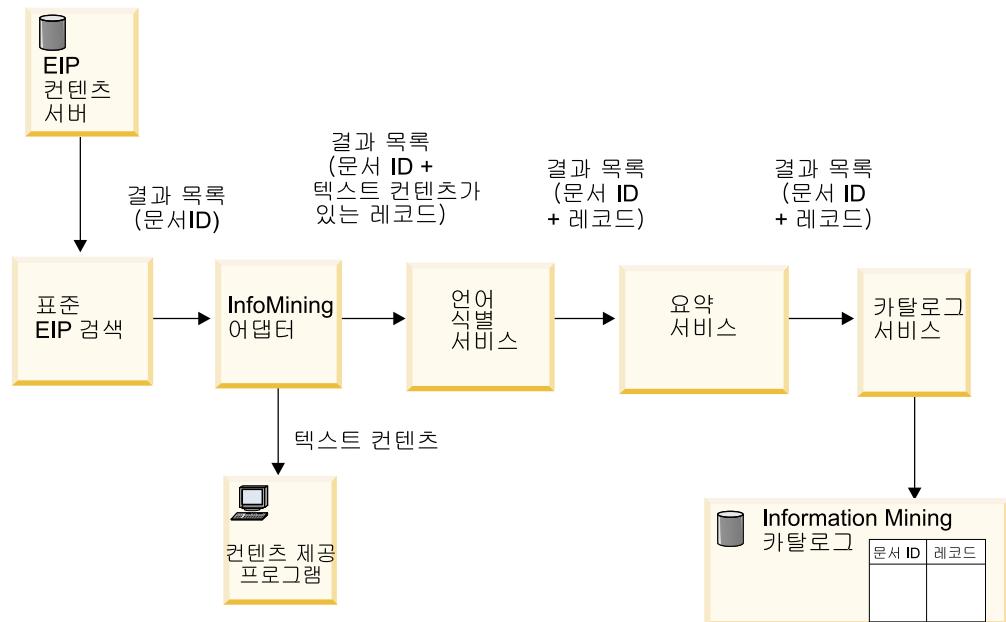 EIP
컨텐츠
서버
결과 목록
(문서ID)
결과 목록
(문서 ID +
텍스트 컨텐츠가
있는 레코드)
결과 목록
(문서 ID
+ 레코드)
결과 목록
(문서 ID
+ 레코드)
표준
EIP 검색
InfoMining
어댑터
언어
식별
서비스
요약
서비스
카탈로그
서비스
텍스트 컨텐츠
컨텐츠 제공
프로그램
Information Mining
카탈로그
문서 ID
레코드